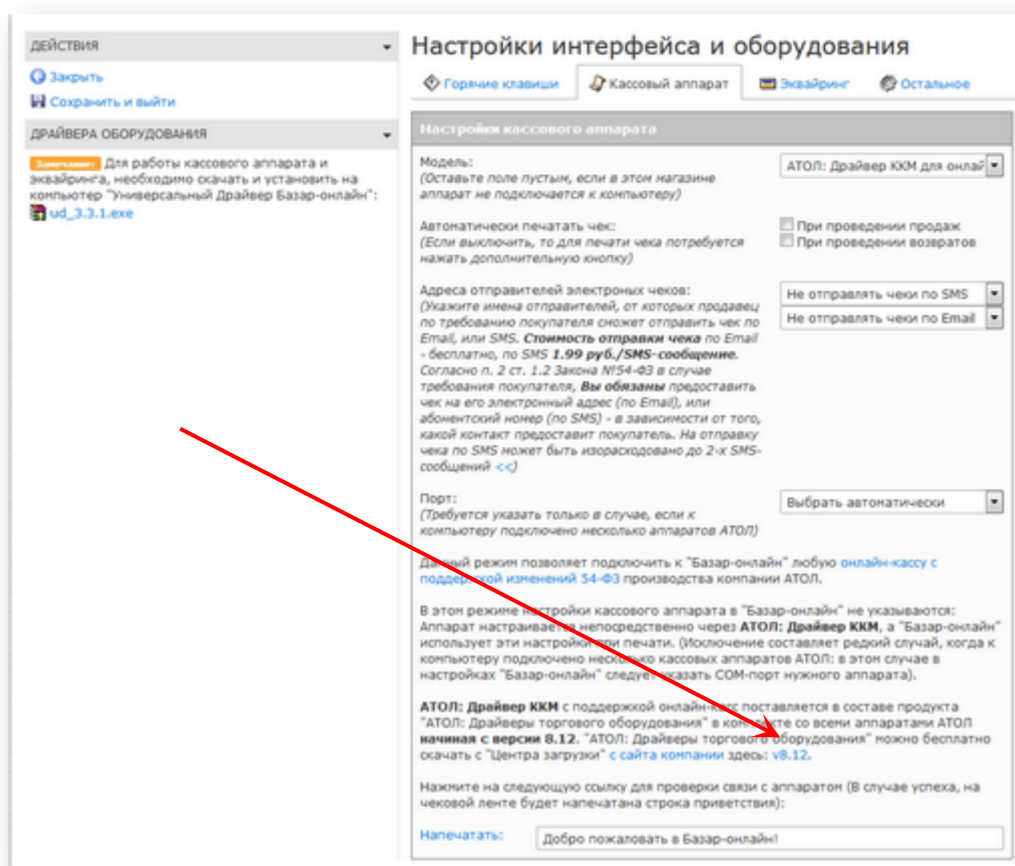 ДЕЙСТВИЯ
Закрыть
Сохранить и выйти
ДРАЙВЕРА ОБОРУДОВАНИЯ
Замечание: Для работы кассового аппарата и
эквайринга, необходимо скачать и установить на
компьютер "Универсальный Драйвер Базар-онлайн":
ud_3.3.1.exe
Настройки интерфейса и оборудования
Горячие клавиши
Кассовый аппарат
Эквайринг
Остальное
Настройки кассового аппарата
Модель:
(Оставьте поле пустым, если в этом магазине
аппарат не подключается к компьютеру)
АТОЛ: Драйвер ККМ для онлай
Автоматически печатать чек:
(Если выключить, то для печати чека потребуется
нажать дополнительную кнопку)
При проведении продаж
При проведении возвратов
Адреса отправителей электроных чеков:
(Укажите имена отправителей, от которых продавец
по требованию покупателя сможет отправить чек по
Email, или SMS. Стоимость отправки чека по Email
- бесплатно, по SMS 1.99 руб./SMS-сообщение.
Согласно п. 2 ст. 1.2 Закона №54-ФЗ в случае
требования покупателя, Вы обязаны предоставить
чек на его электронный адрес (по Email), или
абонентский номер (по SMS) - в зависимости от того,
какой контакт предоставит покупатель. На отправку
чека по SMS может быть израсходовано до 2-х SMS-
сообщений <<)
Не отправлять чеки по SMS
Не отправлять чеки по Email
Порт:
(Требуется указать только в случае, если к
компьютеру подключено несколько аппаратов АТОЛ)
Выбрать автоматически
Данный режим позволяет подключить к "Базар-онлайн" любую онлайн-кассу с
поддержкой изменений 54-ФЗ производства компании АТОЛ.
В этом режиме настройки кассового аппарата в "Базар-онлайн" не указываются:
Аппарат настраивается непосредственно через АТОЛ: Драйвер ККМ, а "Базар-онлайн"
использует эти настройки при печати. (Исключение составляет редкий случай, когда к
компьютеру подключено несколько кассовых аппаратов АТОЛ: в этом случае в
настройках "Базар-онлайн" следует указать COM-порт нужного аппарата).
АТОЛ: Драйвер ККМ с поддержкой онлайн-касс поставляется в составе продукта
"АТОЛ: Драйверы торгового оборудования" в комплекте со всеми аппаратами АТОЛ
начиная с версии 8.12. "АТОЛ: Драйверы торгового оборудования" можно бесплатно
скачать с "Центра загрузки" с сайта компании здесь: v8.12.
Нажмите на следующую ссылку для проверки связи с аппаратом (В случае успеха, на
чековой ленте будет напечатана строка приветствия):
Напечатать:
Добро пожаловать в Базар-онлайн!